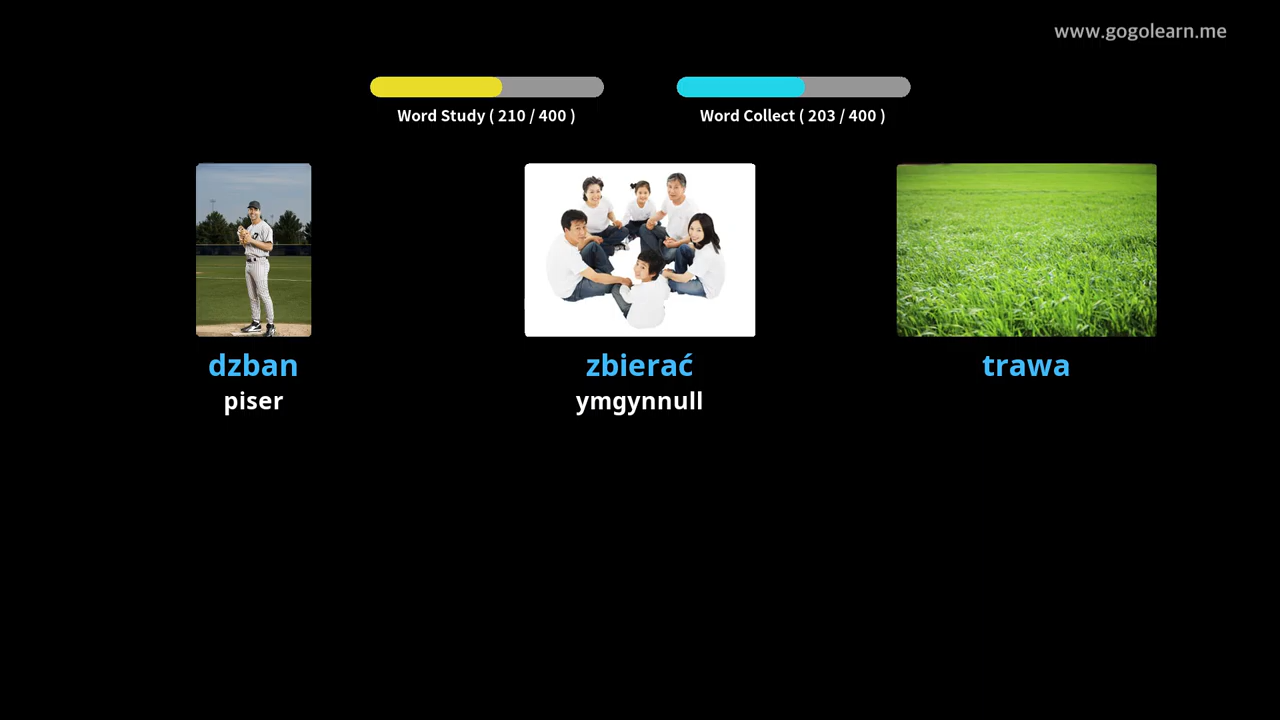 www.gogolearn.me
Word Study ( 210 / 400 )
Word Collect ( 203 / 400 )
dzban
piser
zbierać
ymgynnull
trawa